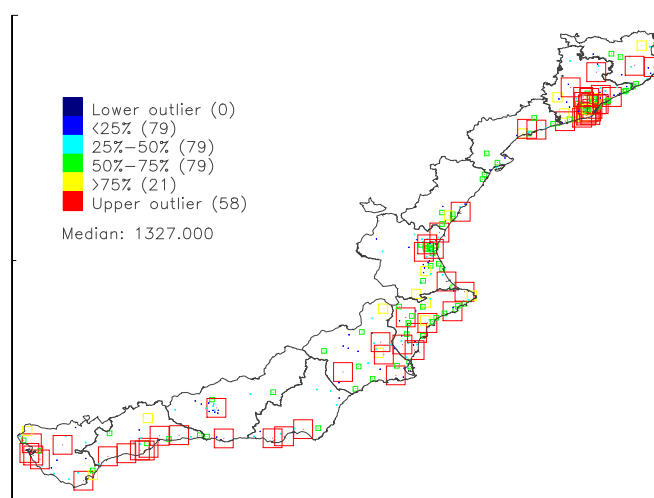 Lower outlier (0)
<25% (79)
25%–50% (79)
50%–75% (79)
>75% (21)
Upper outlier (58)
Median: 1327.000